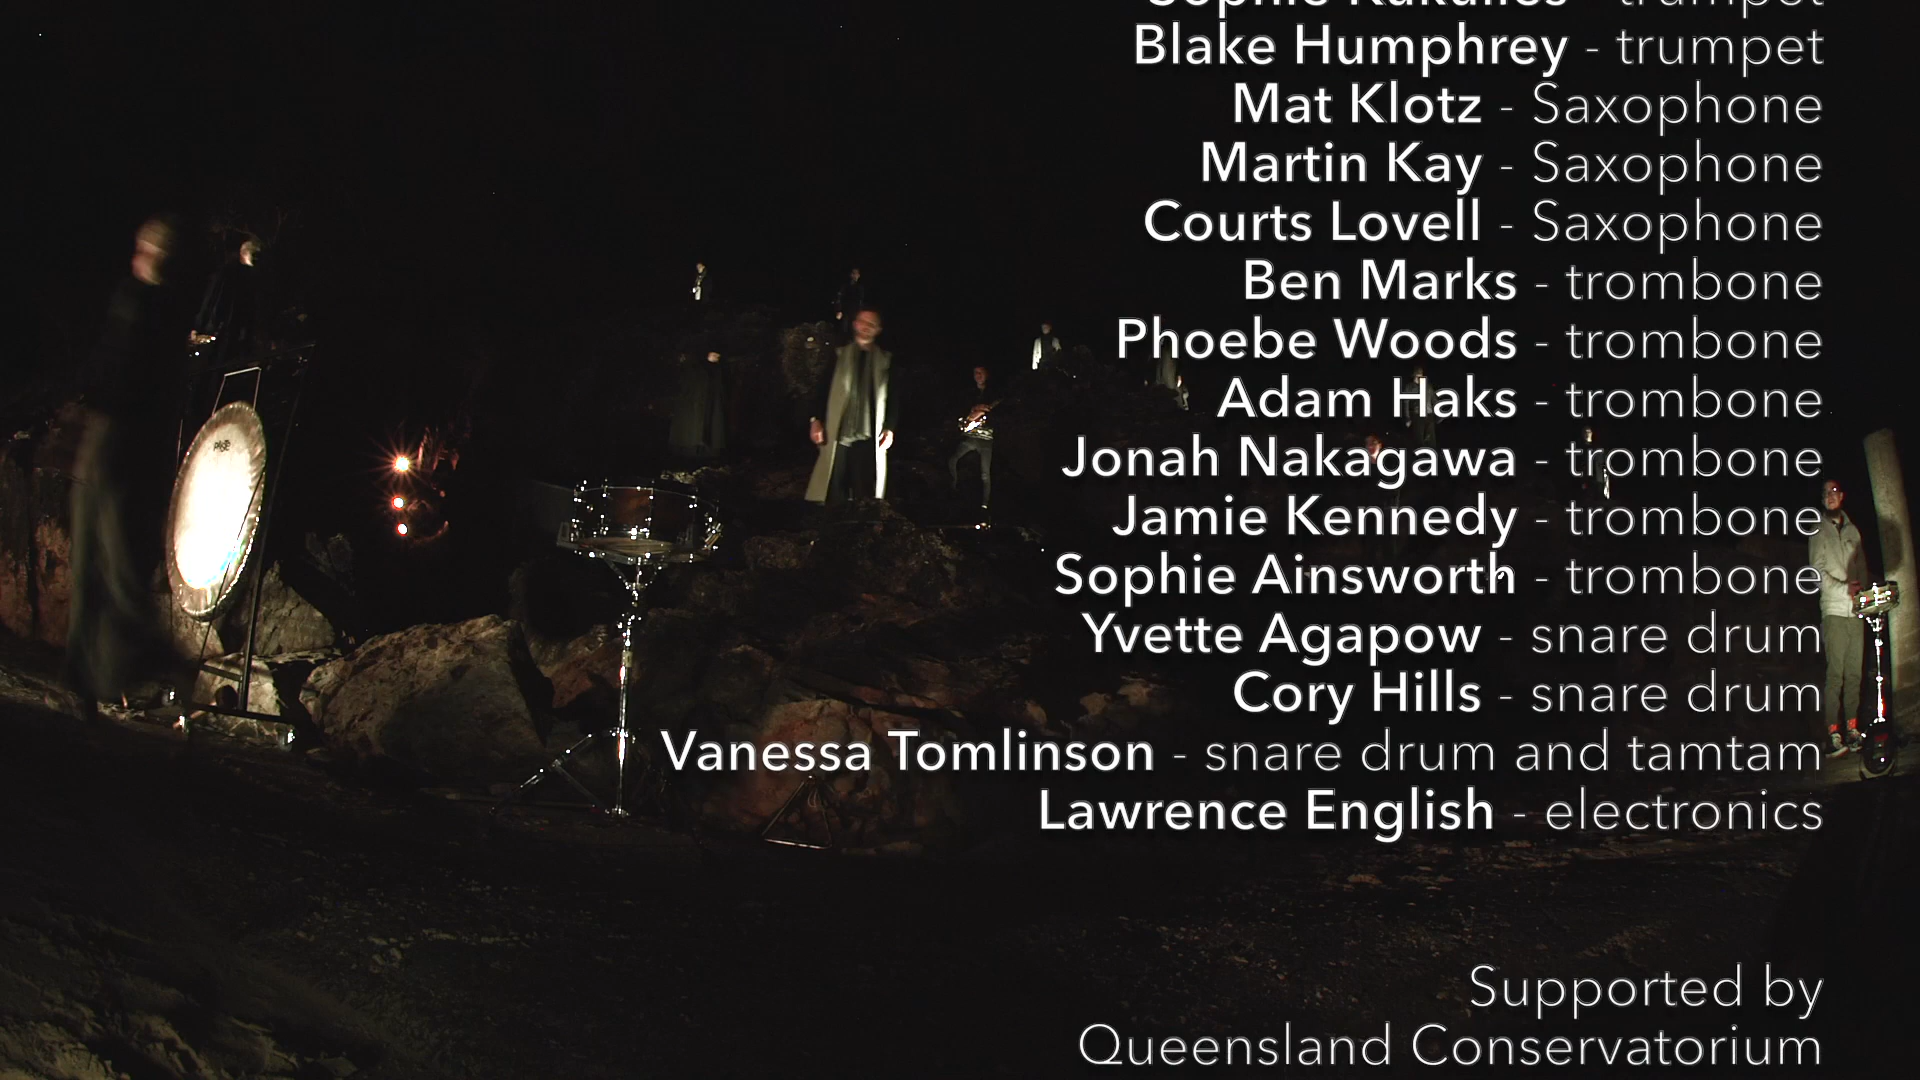 Blake Humphrey - trumpet
Mat Klotz - Saxophone
Martin Kay - Saxophone
Courts Lovell - Saxophone
Ben Marks - trombone
Phoebe Woods - trombone
Adam Haks - trombone
Jonah Nakagawa - trombone
Jamie Kennedy - trombone
Sophie Ainsworth - trombone
Yvette Agapow - snare drum
Cory Hills - snare drum
Vanessa Tomlinson - snare drum and tamtam
Lawrence English - electronics
Supported by
Queensland Conservatorium